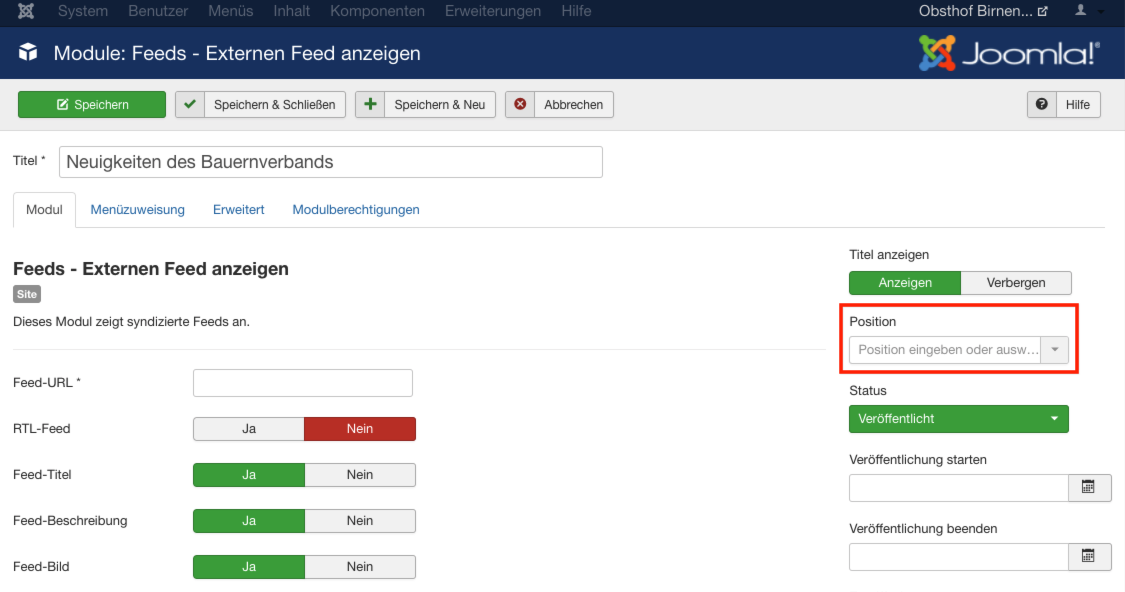 System Benutzer Menüs Inhalt Komponenten Erweiterungen Hilfe Obsthof Birnen...
Module: Feeds - Externen Feed anzeigen Joomla!®
Speichern Speichern & Schließen Speichern & Neu Abbrechen Hilfe
Titel * Neuigkeiten des Bauernverbands
Modul Menüzuweisung Erweitert Modulberechtigungen
Feeds - Externen Feed anzeigen
Site
Dieses Modul zeigt syndizierte Feeds an.
Feed-URL *
RTL-Feed Ja Nein
Feed-Titel Ja Nein
Feed-Beschreibung Ja Nein
Feed-Bild Ja Nein
Titel anzeigen
Anzeigen Verbergen
Position
Position eingeben oder ausw...
Status
Veröffentlicht
Veröffentlichung starten
Veröffentlichung beenden